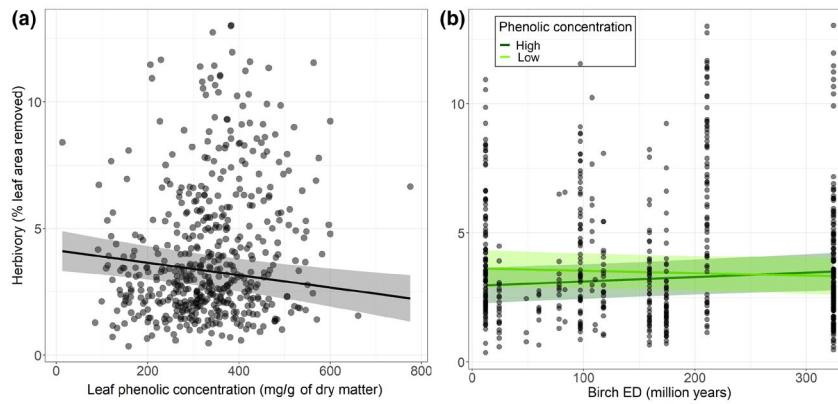 (a)
Herbivory (% leaf area removed)
10
5
0
0 200 400 600 800
Leaf phenolic concentration (mg/g of dry matter)
(b)
Phenolic concentration
High
Low
10
5
0
0 100 200 300
Birch ED (million years)